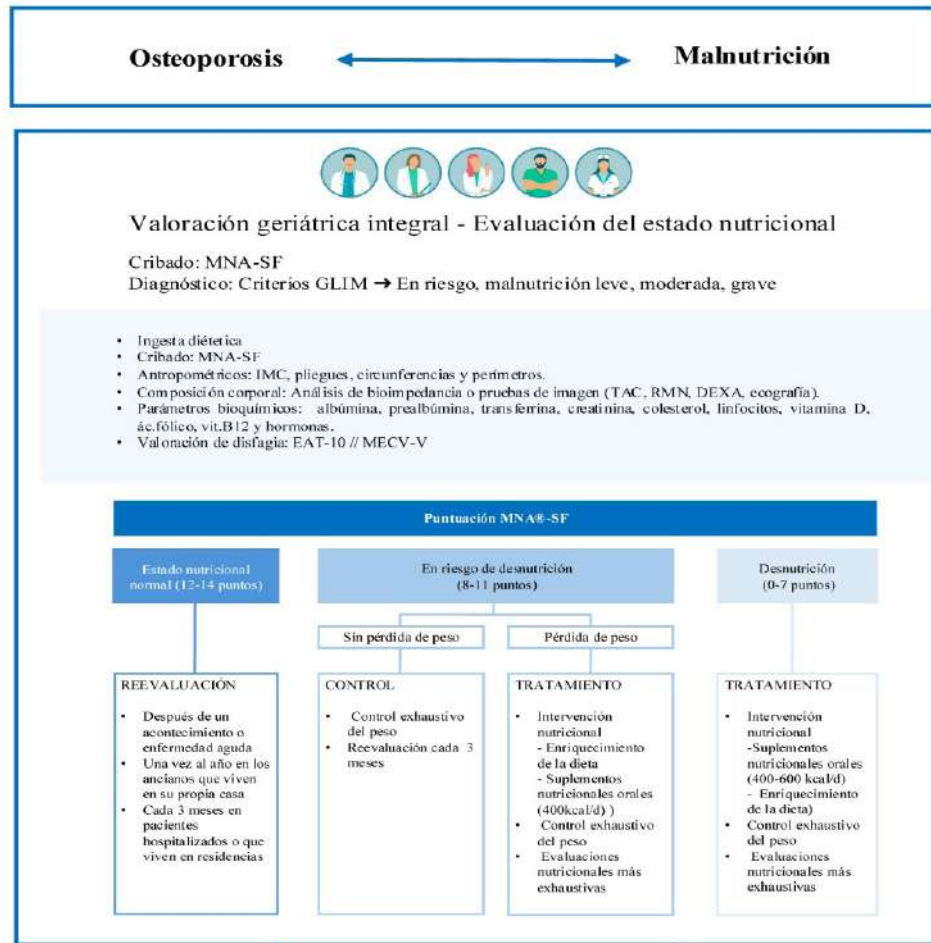 Osteoporosis
Malnutrición
Valoración geriátrica integral - Evaluación del estado nutricional
Cribado: MNA-SF
Diagnóstico: Criterios GLIM → En riesgo, malnutrición leve, moderada, grave
• Ingesta diétetica
• Cribado: MNA-SF
• Antropométricos: IMC, pliegues, circunferencias y perímetros.
• Composición corporal: Análisis de bioimpedancia o pruebas de imagen (TAC, RMN, DEXA, ecografía).
• Parámetros bioquímicos: albúmina, prealbúmina, transferrina, creatinina, colesterol, linfocitos, vitamina D,
ác.fólico, vit.B12 y hormonas.
• Valoración de disfagia: EAT-10 // MECV-V
Puntuación MNA®-SF
Estado nutricional
normal (12-14 puntos)
REEVALUACIÓN
• Después de un
acontecimiento o
enfermedad aguda
• Una vez al año en los
ancianos que viven
en su propia casa
• Cada 3 meses en
pacientes
hospitalizados o que
viven en residencias
En riesgo de desnutrición
(8-11 puntos)
Sin pérdida de peso
CONTROL
• Control exhaustivo
del peso
• Reevaluación cada 3
meses
Pérdida de peso
TRATAMIENTO
• Intervención
nutricional
- Enriquecimiento
de la dieta
- Suplementos
nutricionales orales
(400kcal/d) )
• Control exhaustivo
del peso
• Evaluaciones
nutricionales más
exhaustivas
Desnutrición
(0-7 puntos)
TRATAMIENTO
• Intervención
nutricional
-Suplementos
nutricionales orales
(400-600 kcal/d)
- Enriquecimiento
de la dieta)
• Control exhaustivo
del peso
• Evaluaciones
nutricionales más
exhaustivas